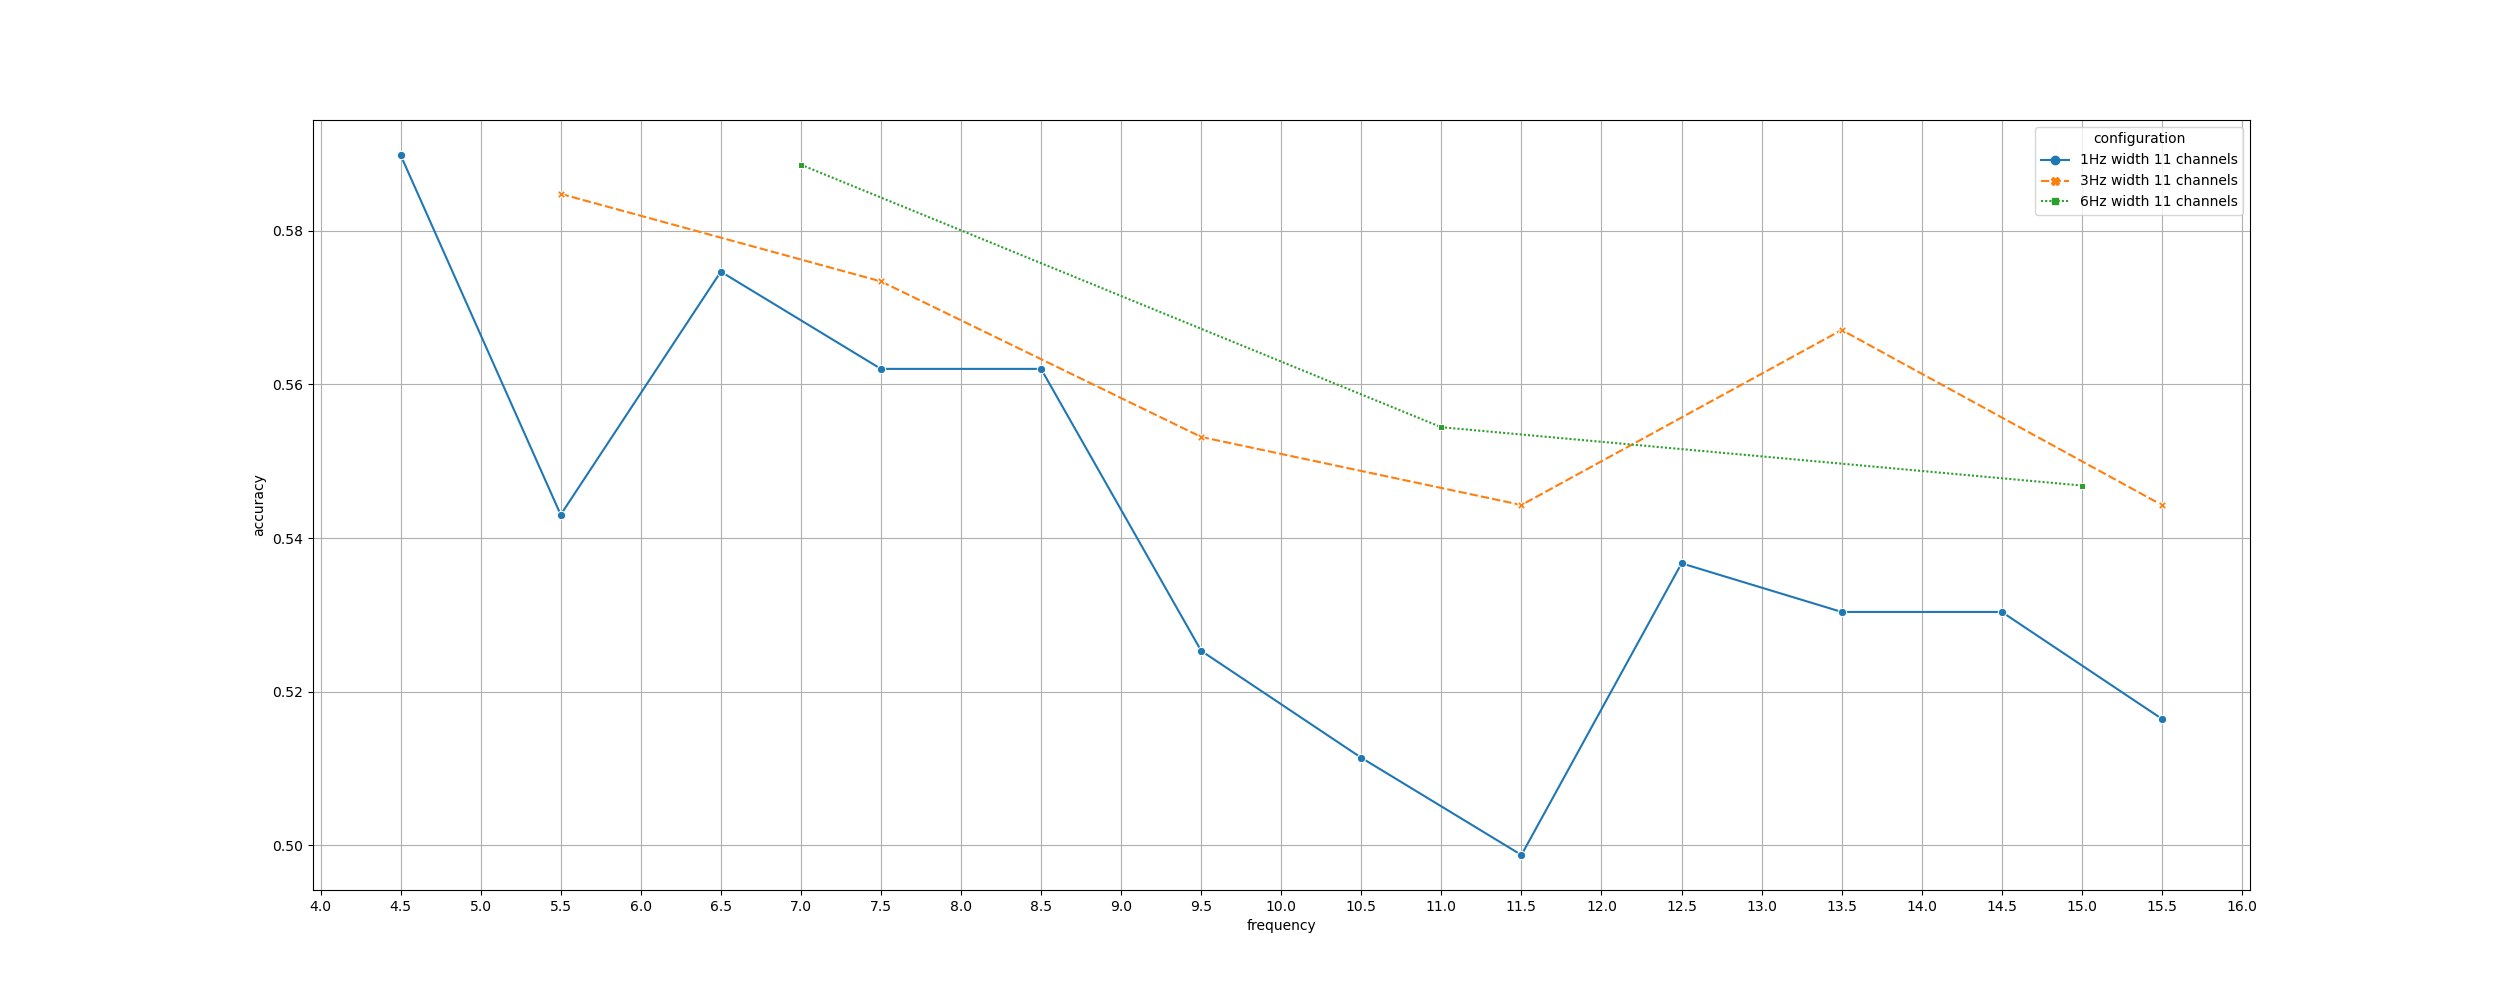 configuration
1Hz width 11 channels
3Hz width 11 channels
6Hz width 11 channels
0.58
0.56
0.54
0.52
0.50
accuracy
4.0 4.5 5.0 5.5 6.0 6.5 7.0 7.5 8.0 8.5 9.0 9.5 10.0 10.5 11.0 11.5 12.0 12.5 13.0 13.5 14.0 14.5 15.0 15.5 16.0
frequency